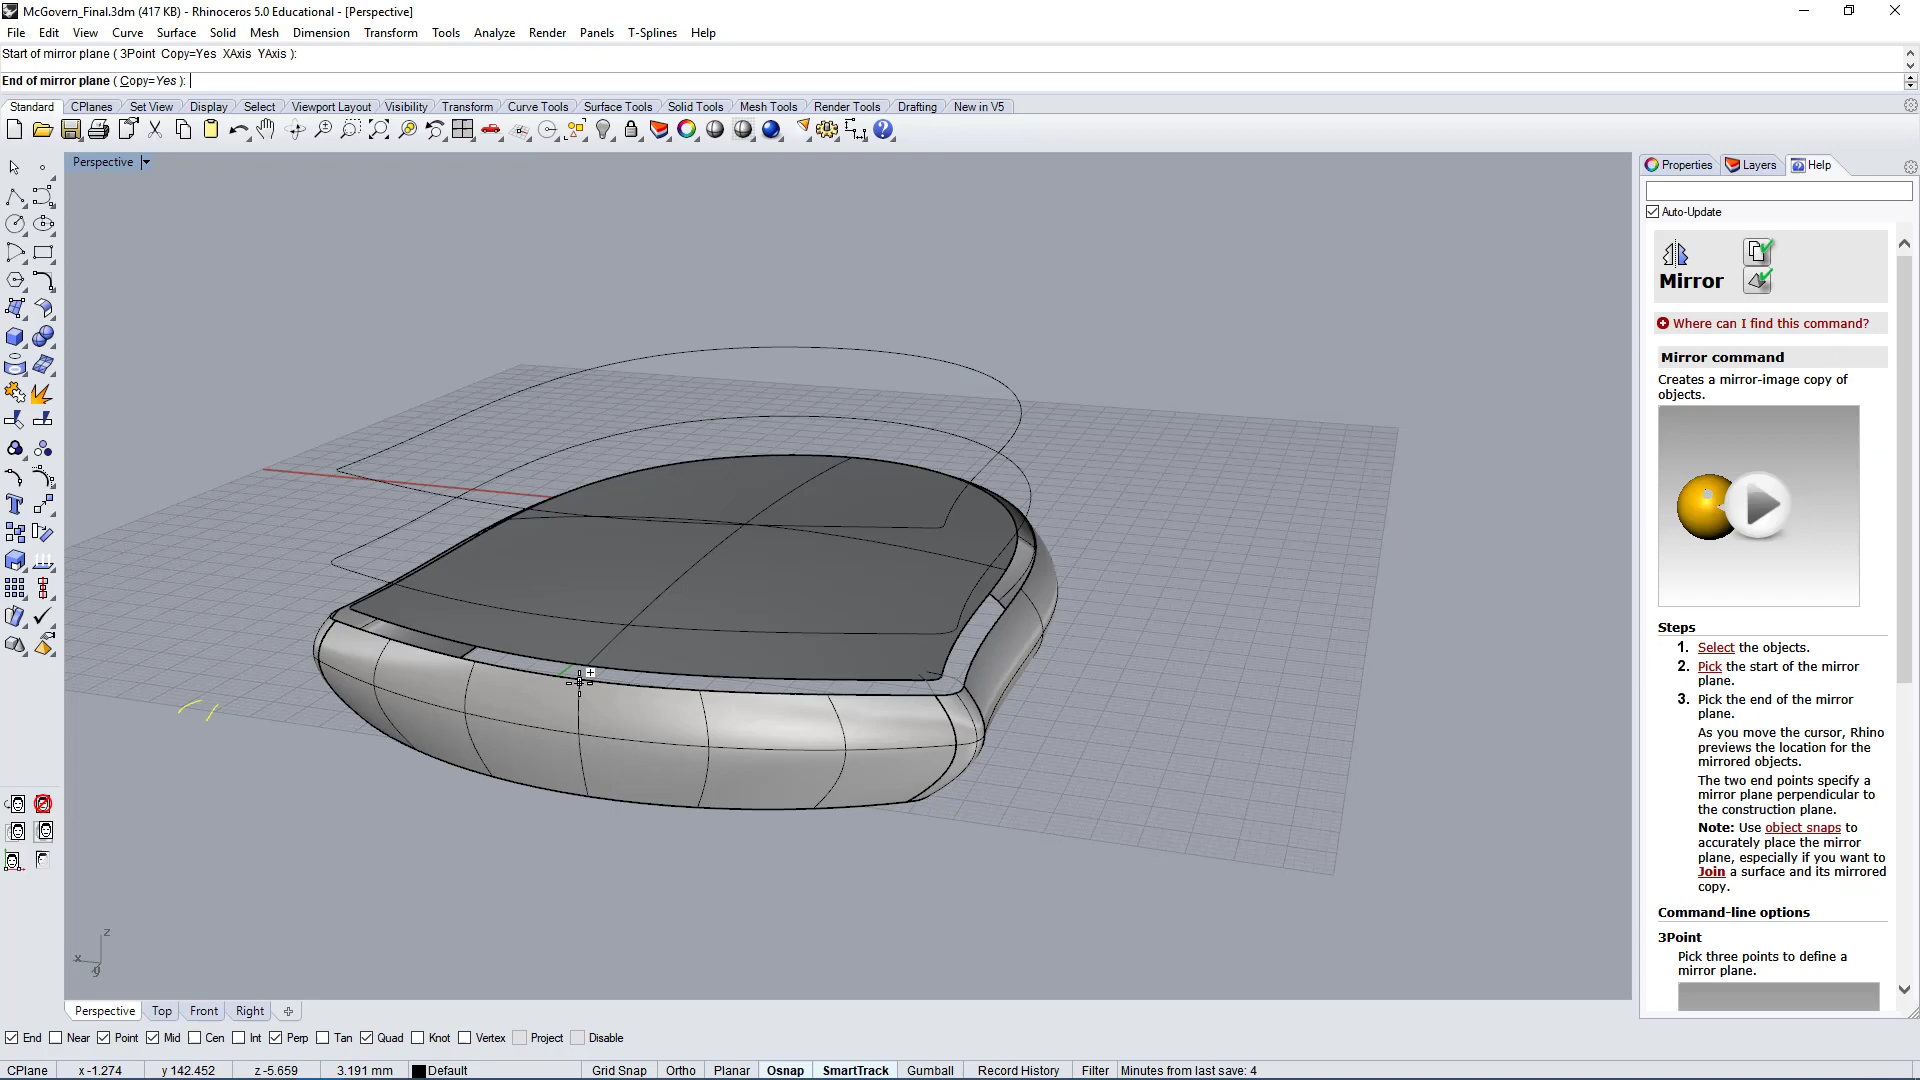 McGovern_Final.3dm (417 KB) - Rhinoceros 5.0 Educational - [Perspective]
File Edit View Curve Surface Solid Mesh Dimension Transform Tools Analyze Render Panels T-Splines Help
Start of mirror plane ( 3Point Copy=Yes XAxis YAxis ):
End of mirror plane ( Copy=Yes ):
Standard CPlanes Set View Display Select Viewport Layout Visibility Transform Curve Tools Surface Tools Solid Tools Mesh Tools Render Tools Drafting New in V5
Perspective
Properties Layers Help
Auto-Update
Mirror
Where can I find this command?
Mirror command
Creates a mirror-image copy of
objects.
Steps
1. Select the objects.
2. Pick the start of the mirror
plane.
3. Pick the end of the mirror
plane.
As you move the cursor, Rhino
previews the location for the
mirrored objects.
The two end points specify a
mirror plane perpendicular to
the construction plane.
Note: Use object snaps to
accurately place the mirror
plane, especially if you want to
Join a surface and its mirrored
copy.
Command-line options
3Point
Pick three points to define a
mirror plane.
z
x
y
Perspective Top Front Right
End Near Point Mid Cen Int Perp Tan Quad Knot Vertex Project Disable
CPlane x -1.274 y 142.452 z -5.659 3.191 mm Default Grid Snap Ortho Planar Osnap SmartTrack Gumball Record History Filter Minutes from last save: 4